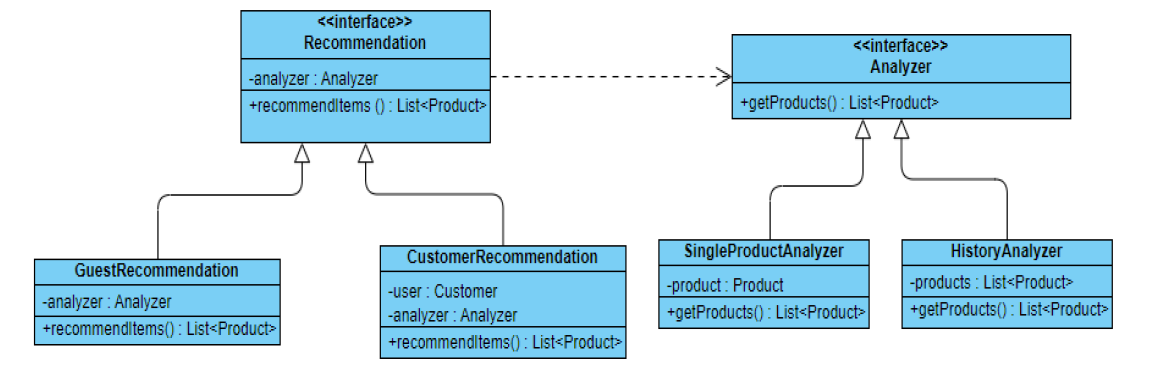 <<interface>>
Recommendation
-analyzer : Analyzer
+recommendItems () : List<Product>
<<interface>>
Analyzer
+getProducts() : List<Product>
GuestRecommendation
-analyzer : Analyzer
+recommendItems() : List<Product>
CustomerRecommendation
-user : Customer
-analyzer : Analyzer
+recommendItems() : List<Product>
SingleProductAnalyzer
-product : Product
+getProducts() : List<Product>
HistoryAnalyzer
-products : List<Product>
+getProducts() : List<Product>